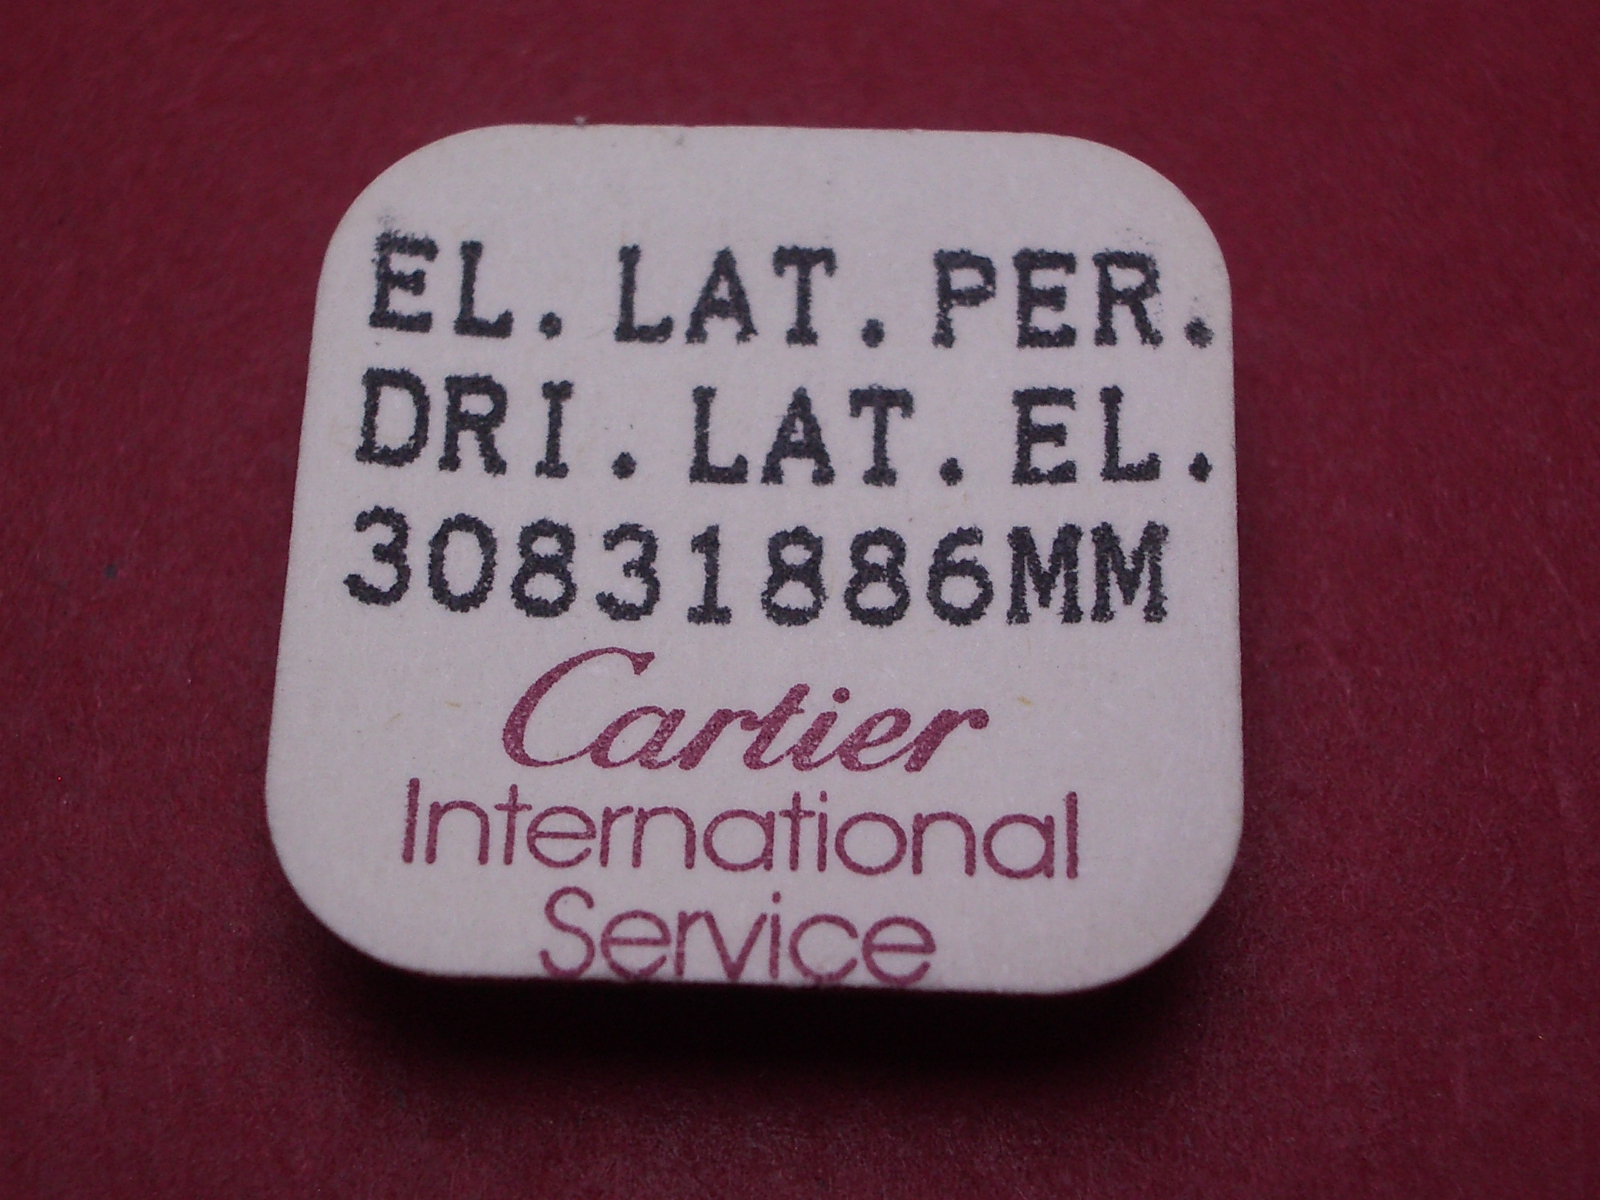 EL. LAT. PER.
DRI. LAT. EL.
30831886MM
Cartier
International
Service